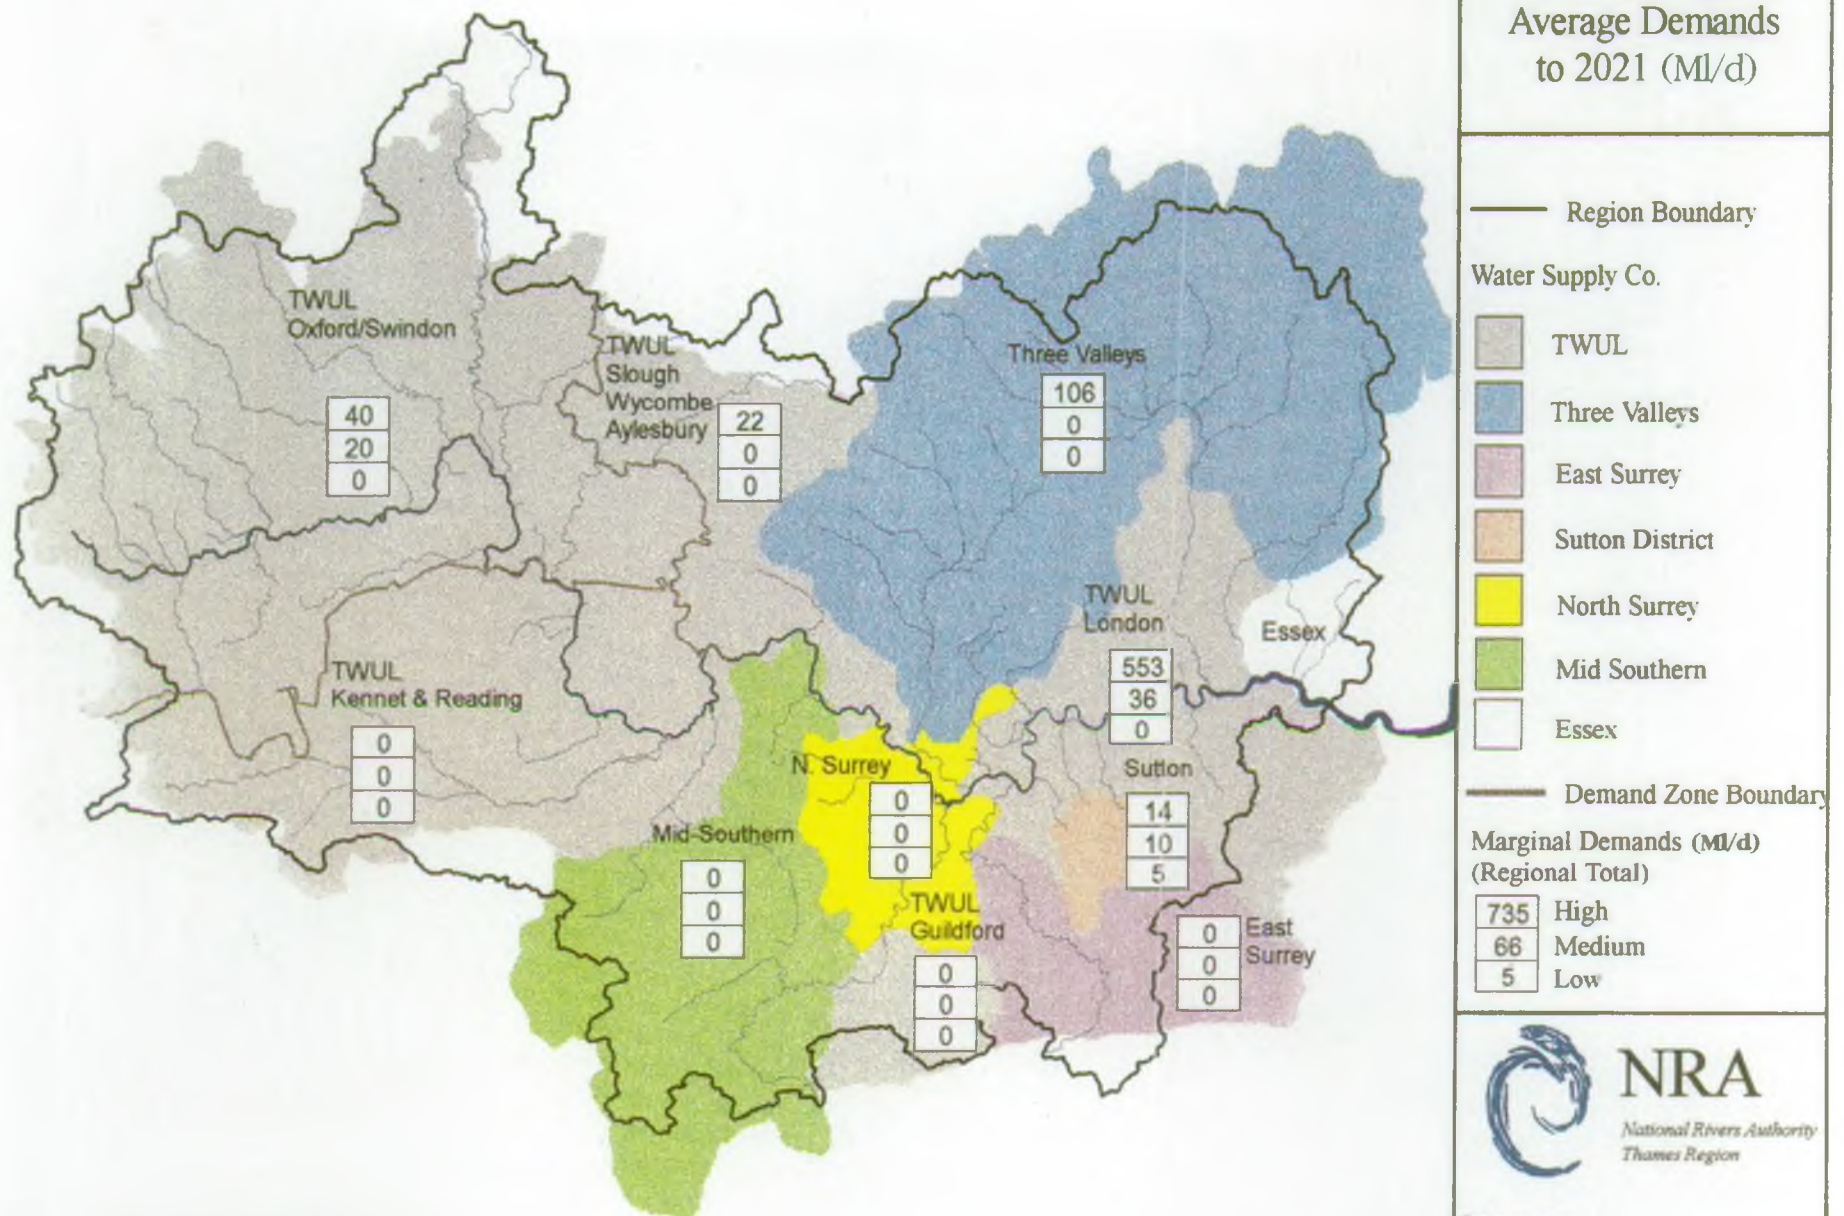 Average Demands
to 2021 (Ml/d)
Region Boundary
Water Supply Co.
TWUL
Three Valleys
East Surrey
Sutton District
North Surrey
Mid Southern
Essex
Demand Zone Boundary
Marginal Demands (Ml/d)
(Regional Total)
735 High
66 Medium
5 Low
NRA
National Rivers Authority
Thames Region
TWUL
Oxford/Swindon
40
20
0
TWUL
Slough
Wycombe
Aylesbury
22
0
0
Three Valleys
106
0
0
TWUL
London
553
36
0
Essex
TWUL
Kennet & Reading
0
0
0
N. Surrey
0
0
0
Sutton
14
10
5
Mid-Southern
0
0
0
TWUL
Guildford
0
0
0
East
Surrey
0
0
0